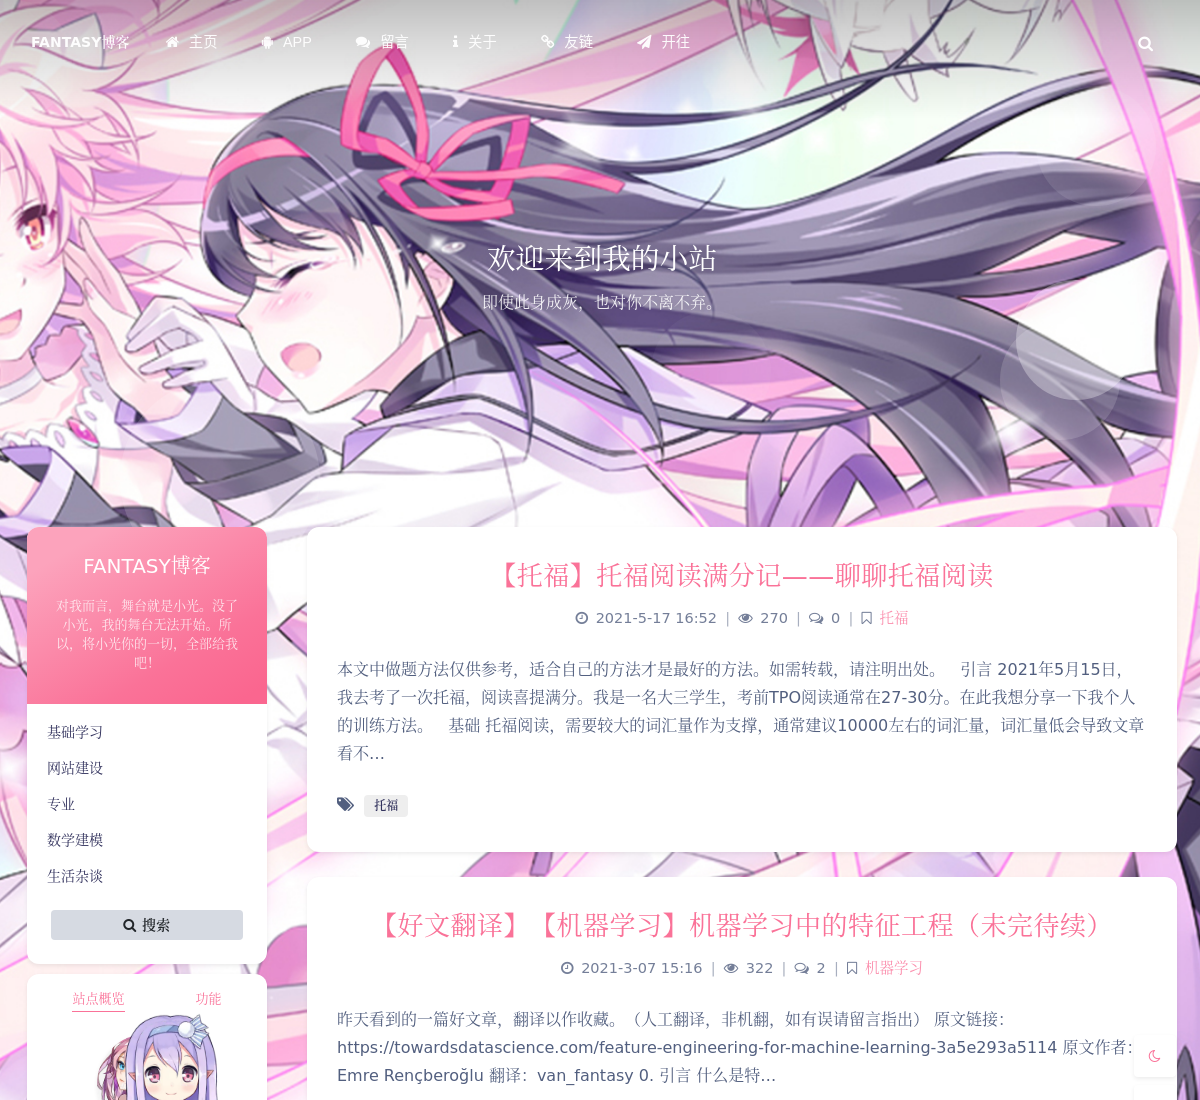 FANTASY博客 主页 APP 留言 关于 友链 开往
欢迎来到我的小站
即使此身成灰，也对你不离不弃。
FANTASY博客
对我而言，舞台就是小光。没了
小光，我的舞台无法开始。所
以，将小光你的一切，全部给我
吧！
基础学习
网站建设
专业
数学建模
生活杂谈
搜索
站点概览 功能
【托福】托福阅读满分记——聊聊托福阅读
2021-5-17 16:52 | 270 | 0 | 托福
本文中做题方法仅供参考，适合自己的方法才是最好的方法。如需转载，请注明出处。 引言 2021年5月15日，
我去考了一次托福，阅读喜提满分。我是一名大三学生，考前TPO阅读通常在27-30分。在此我想分享一下我个人
的训练方法。 基础 托福阅读，需要较大的词汇量作为支撑，通常建议10000左右的词汇量，词汇量低会导致文章
看不…
托福
【好文翻译】【机器学习】机器学习中的特征工程（未完待续）
2021-3-07 15:16 | 322 | 2 | 机器学习
昨天看到的一篇好文章，翻译以作收藏。（人工翻译，非机翻，如有误请留言指出） 原文链接：
https://towardsdatascience.com/feature-engineering-for-machine-learning-3a5e293a5114 原文作者：
Emre Rençberoğlu 翻译：van_fantasy 0. 引言 什么是特…